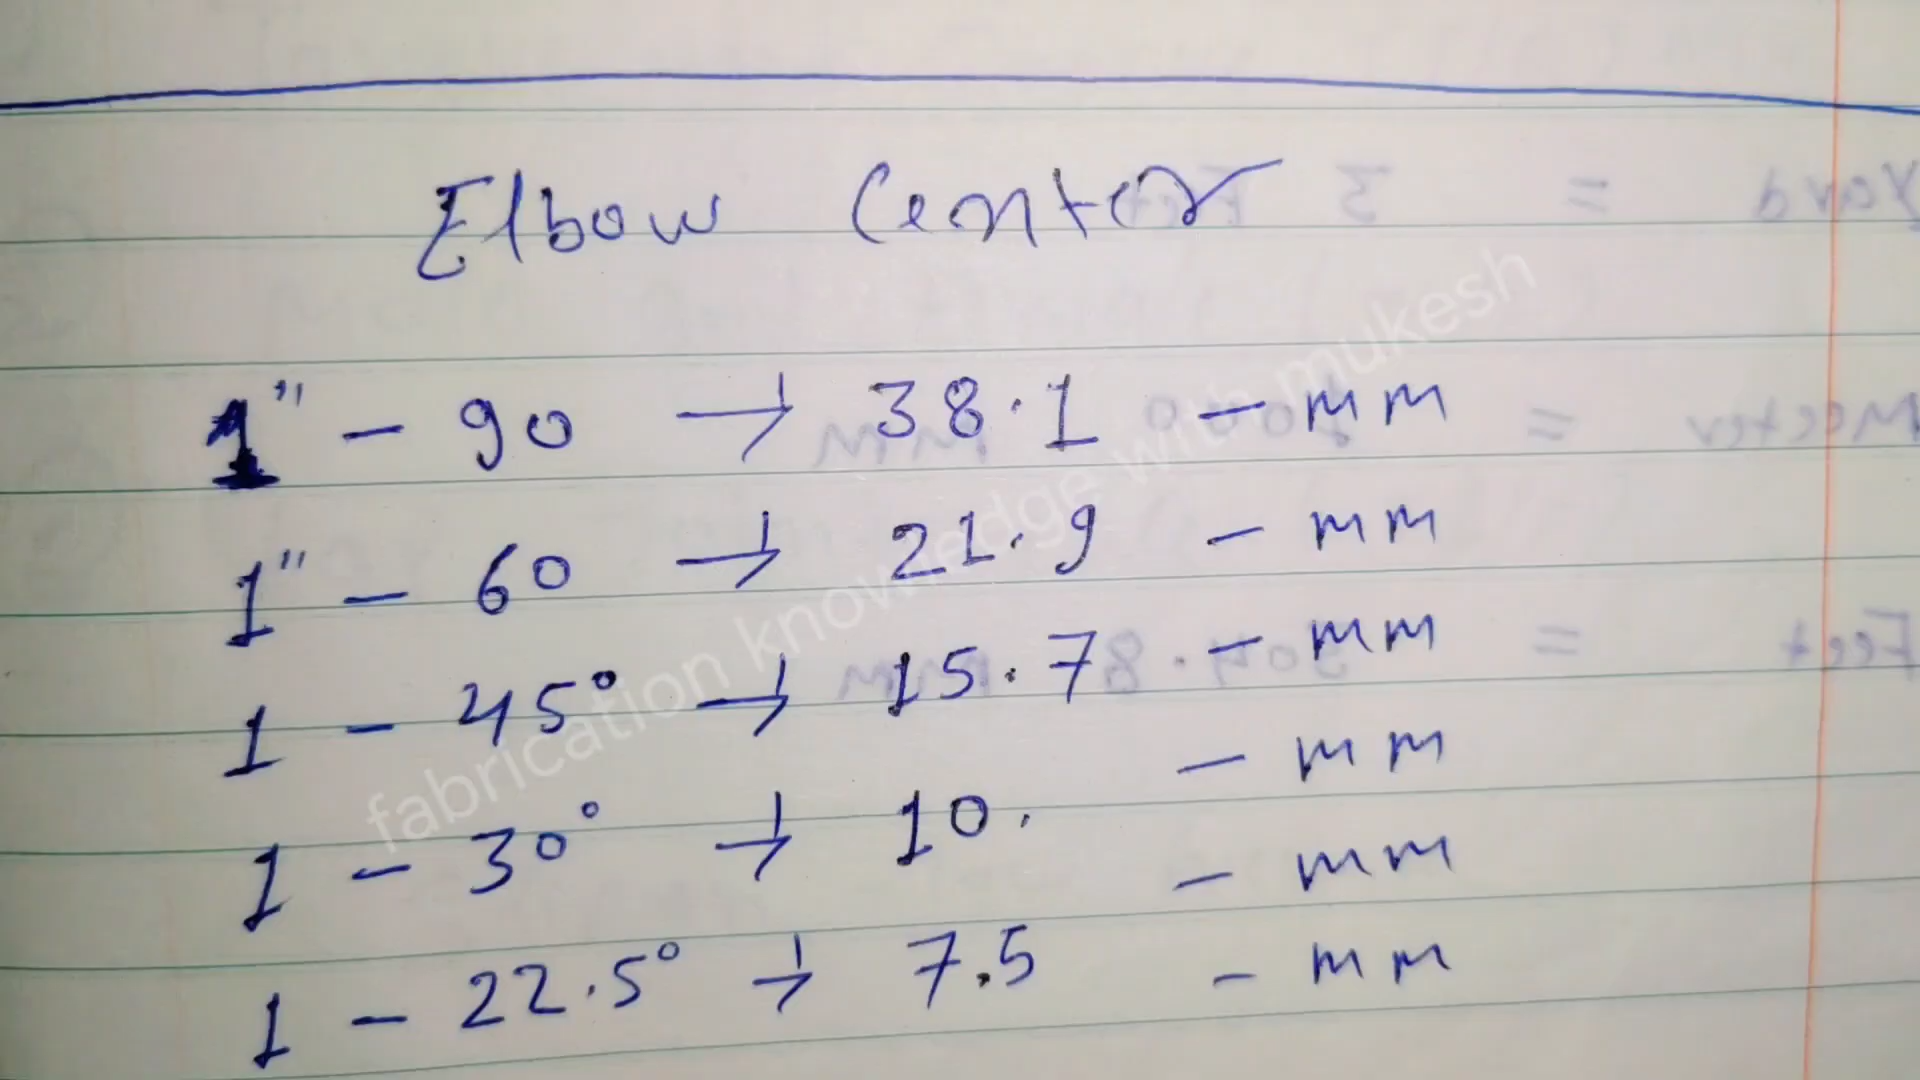 Elbow Center
1" - 90 → 38.1 - mm
1" - 60 → 21.9 - mm
1 - 45° → 15.7 - mm
1 - 30° → 10. - mm
- mm
1 - 22.5° → 7.5 - mm
fabrication knowledge with mukesh